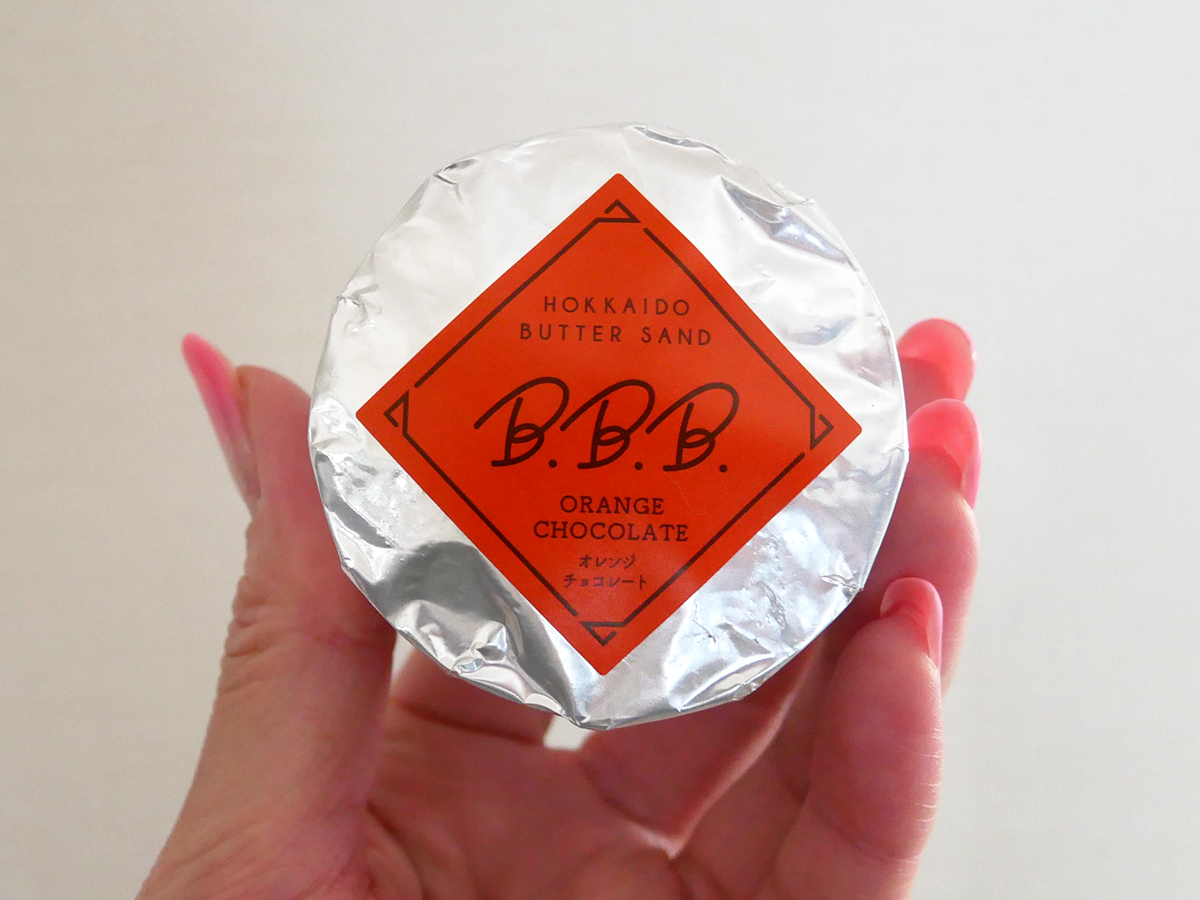 HOKKAIDO
BUTTER SAND
B.B.B.
ORANGE
CHOCOLATE
オレンジ
チョコレート